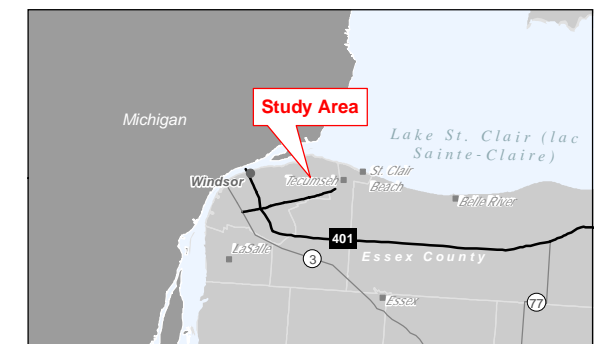 Study Area
Michigan
Lake St. Clair (lac
Sainte-Claire)
St. Clair
Beach
Tecumseh
Windsor
Belle River
401
LaSalle
3
Essex County
Essex
77